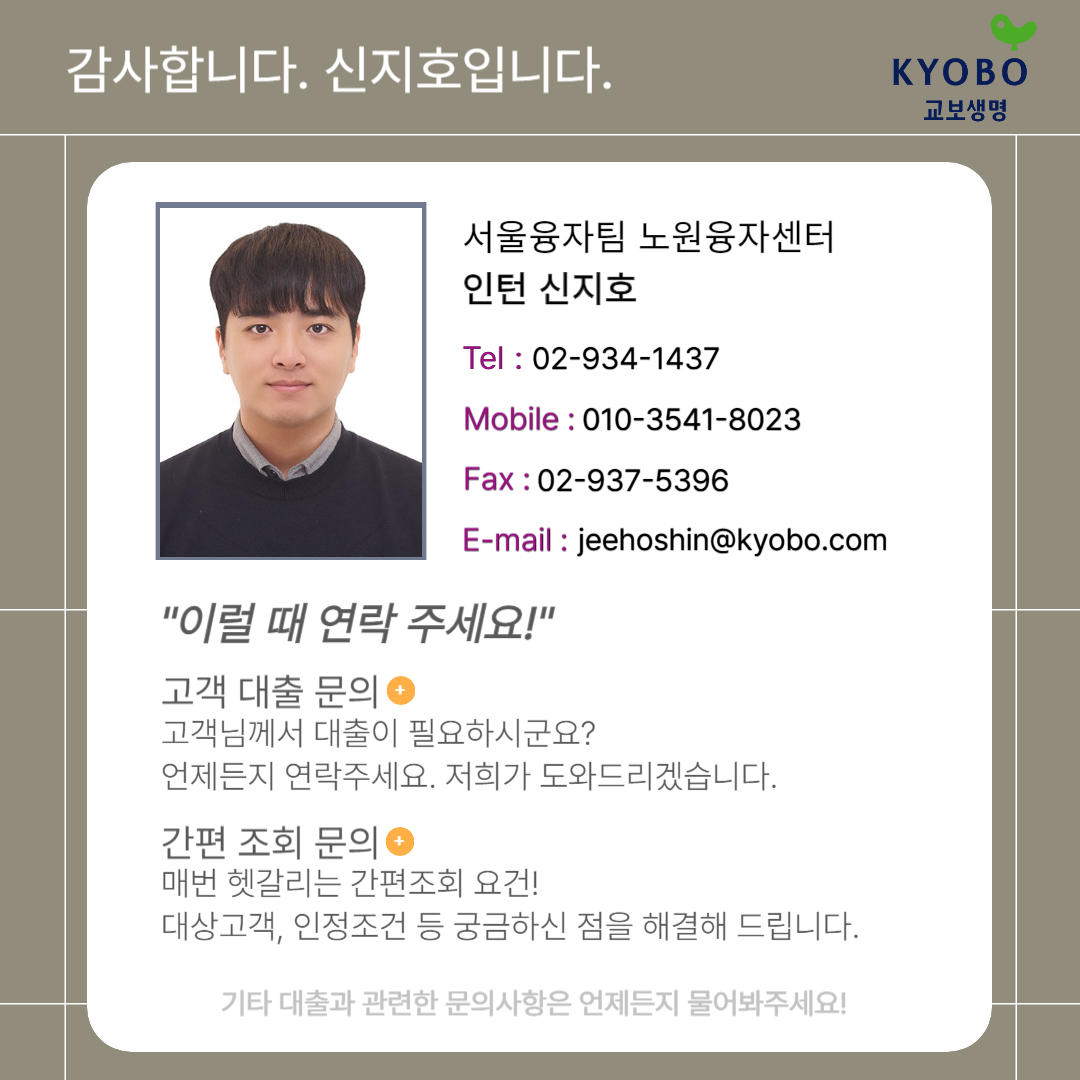 감사합니다. 신지호입니다.
KYOBO
교보생명
서울융자팀 노원융자센터
인턴 신지호
Tel : 02-934-1437
Mobile : 010-3541-8023
Fax : 02-937-5396
E-mail : jeehoshin@kyobo.com
"이럴 때 연락 주세요!"
고객 대출 문의 +
고객님께서 대출이 필요하시군요?
언제든지 연락주세요. 저희가 도와드리겠습니다.
간편 조회 문의 +
매번 헷갈리는 간편조회 요건!
대상고객, 인정조건 등 궁금하신 점을 해결해 드립니다.
기타 대출과 관련한 문의사항은 언제든지 물어봐주세요!